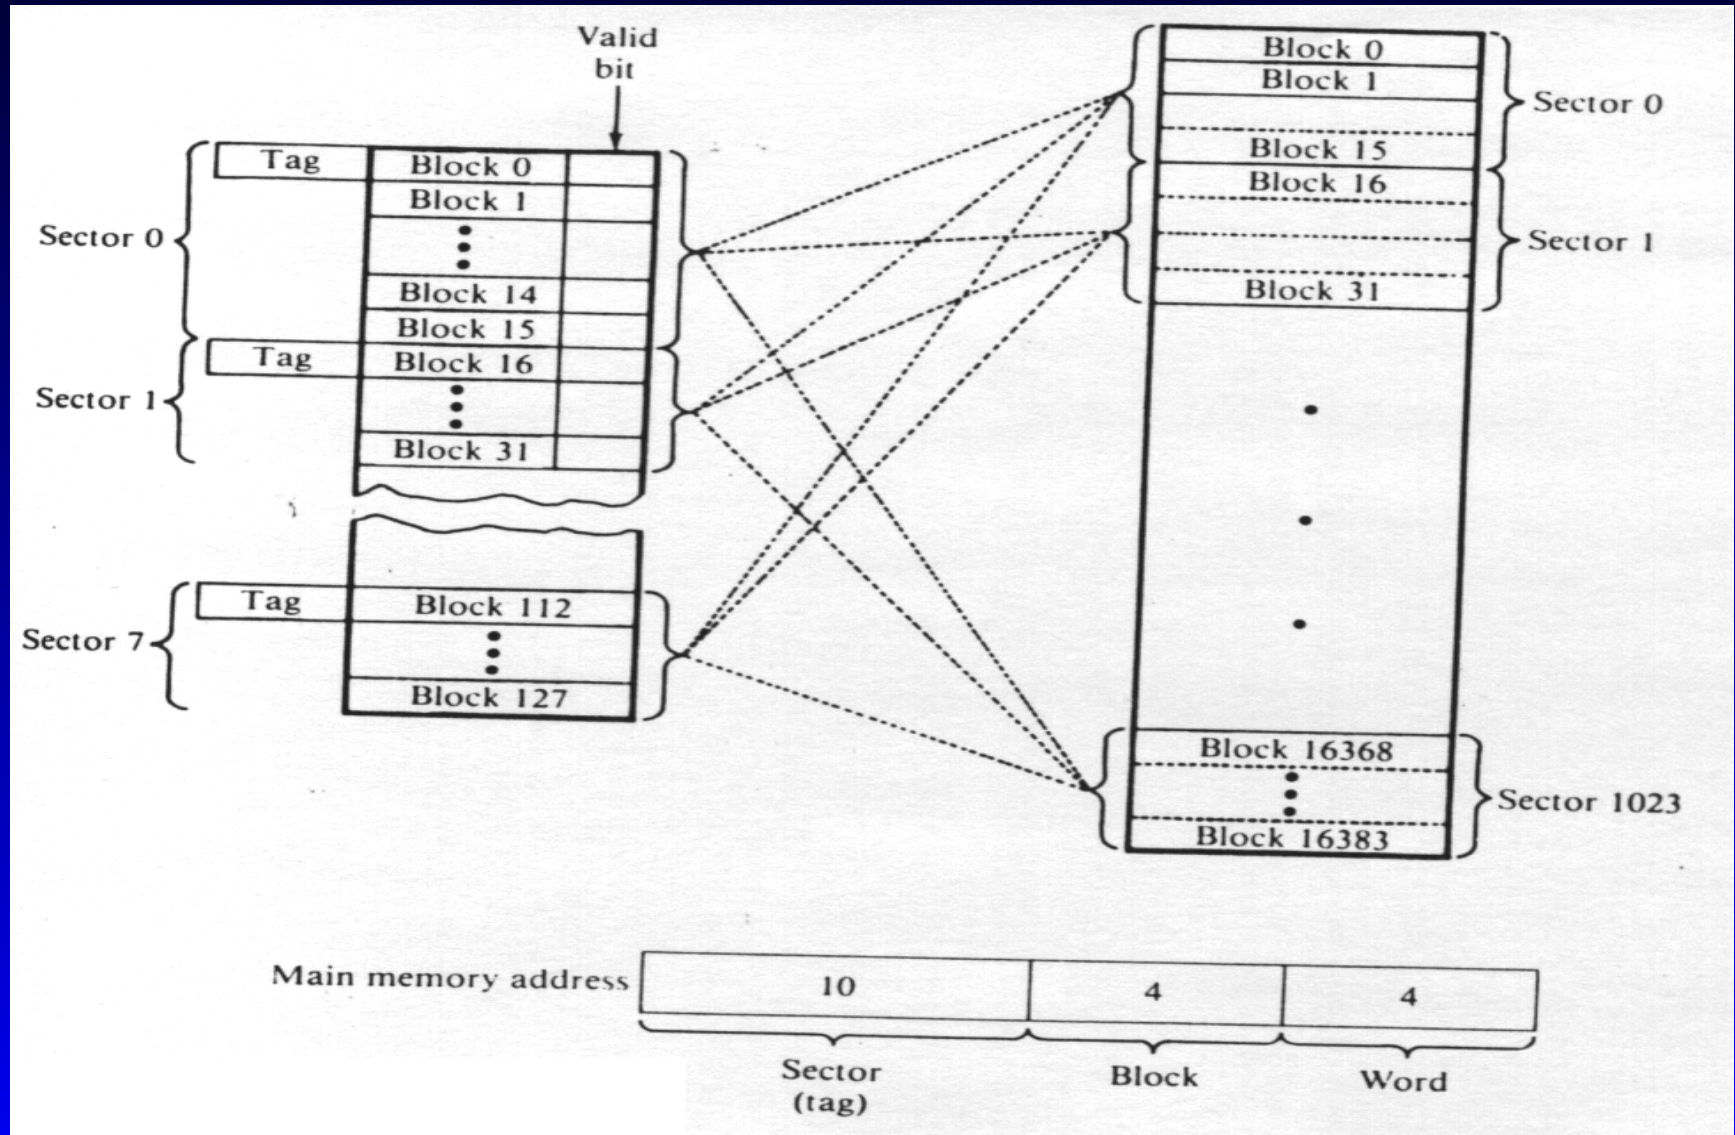 Valid
bit
Tag
Block 0
Block 1
Sector 0
Block 14
Block 15
Tag
Block 16
Sector 1
Block 31
Tag
Block 112
Sector 7
Block 127
Block 0
Block 1
Sector 0
Block 15
Block 16
Sector 1
Block 31
Block 16368
Sector 1023
Block 16383
Main memory address
10
4
4
Sector
(tag)
Block
Word